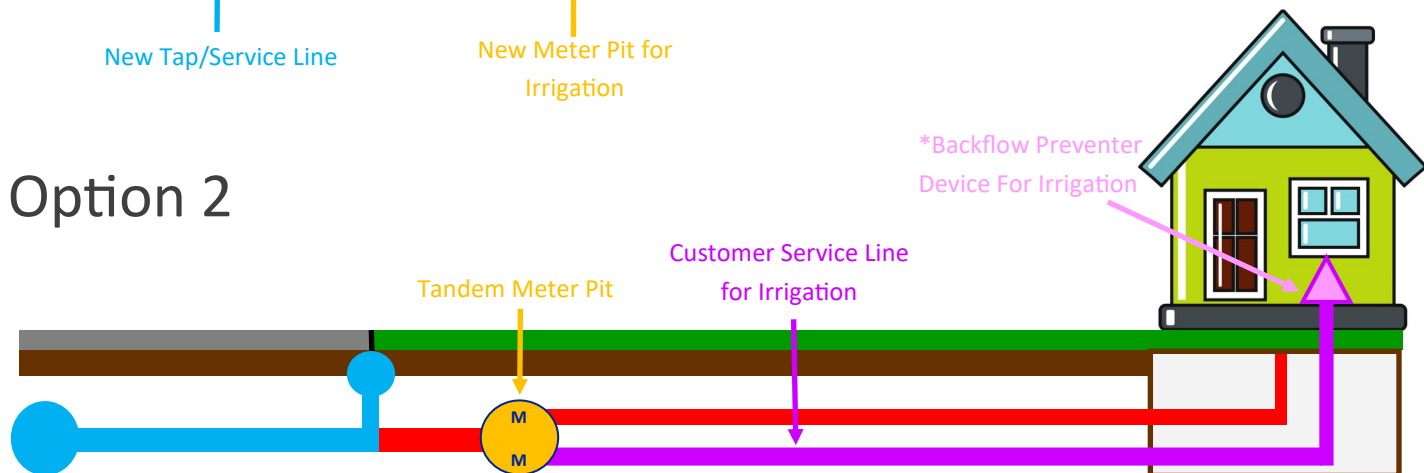 New Tap/Service Line
New Meter Pit for
Irrigation
*Backflow Preventer
Device For Irrigation
Option 2
Customer Service Line
for Irrigation
Tandem Meter Pit
M
M